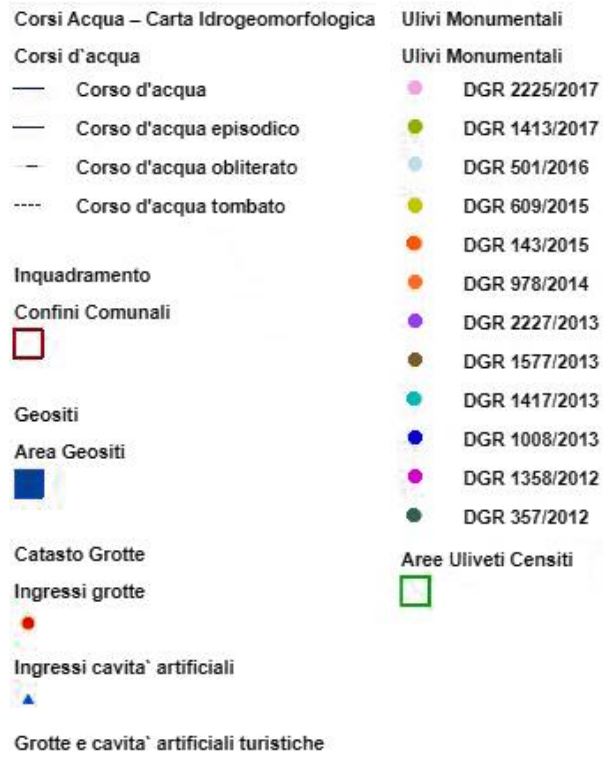 Corsi Acqua – Carta Idrogeomorfologica
Corsi d`acqua
Corso d'acqua
Corso d'acqua episodico
Corso d'acqua obliterato
Corso d'acqua tombato
Inquadramento
Confini Comunali
Geositi
Area Geositi
Catasto Grotte
Ingressi grotte
Ingressi cavita` artificiali
Grotte e cavita` artificiali turistiche
Ulivi Monumentali
Ulivi Monumentali
DGR 2225/2017
DGR 1413/2017
DGR 501/2016
DGR 609/2015
DGR 143/2015
DGR 978/2014
DGR 2227/2013
DGR 1577/2013
DGR 1417/2013
DGR 1008/2013
DGR 1358/2012
DGR 357/2012
Aree Uliveti Censiti